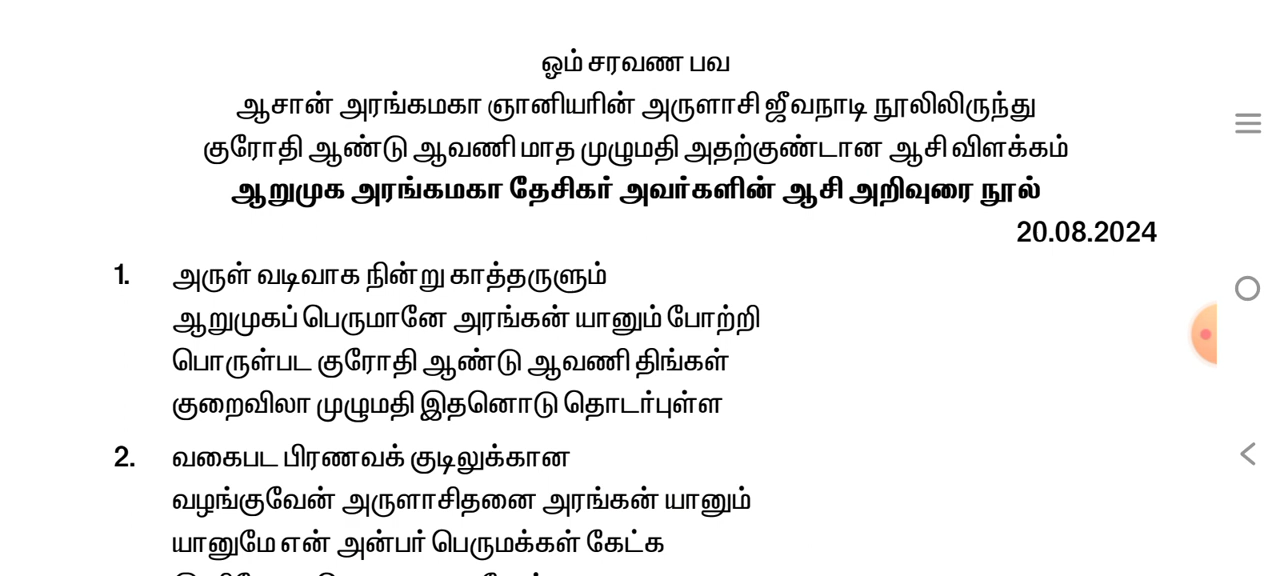 ஓம் சரவண பவ
ஆசான் அரங்கமகா ஞானியரின் அருளாசி ஜீவநாடி நூலிலிருந்து
குரோதி ஆண்டு ஆவணி மாத முழுமதி அதற்குண்டான ஆசி விளக்கம்
ஆறுமுக அரங்கமகா தேசிகர் அவர்களின் ஆசி அறிவுரை நூல்
20.08.2024
1. அருள் வடிவாக நின்று காத்தருளும்
ஆறுமுகப் பெருமானே அரங்கன் யானும் போற்றி
பொருள்பட குரோதி ஆண்டு ஆவணி திங்கள்
குறைவிலா முழுமதி இதனொடு தொடர்புள்ள
2. வகைபட பிரணவக் குடிலுக்கான
வழங்குவேன் அருளாசிதனை அரங்கன் யானும்
யானுமே என் அன்பர் பெருமக்கள் கேட்க